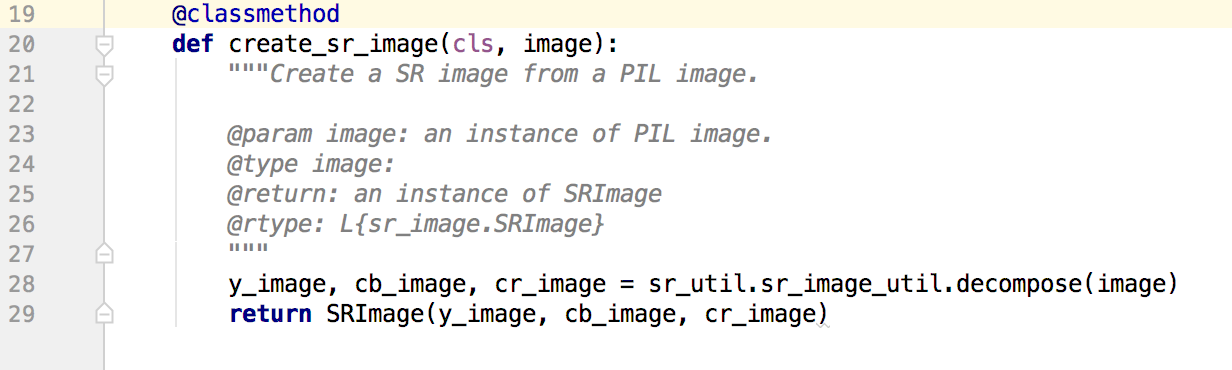 19 @classmethod
20 def create_sr_image(cls, image):
21 """Create a SR image from a PIL image.
22
23 @param image: an instance of PIL image.
24 @type image:
25 @return: an instance of SRImage
26 @rtype: L{sr_image.SRImage}
27 """
28 y_image, cb_image, cr_image = sr_util.sr_image_util.decompose(image)
29 return SRImage(y_image, cb_image, cr_image)